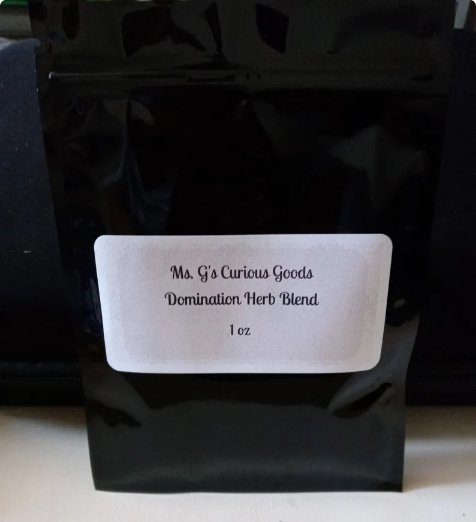 Ms. G's Curious Goods
Domination Herb Blend
1 oz